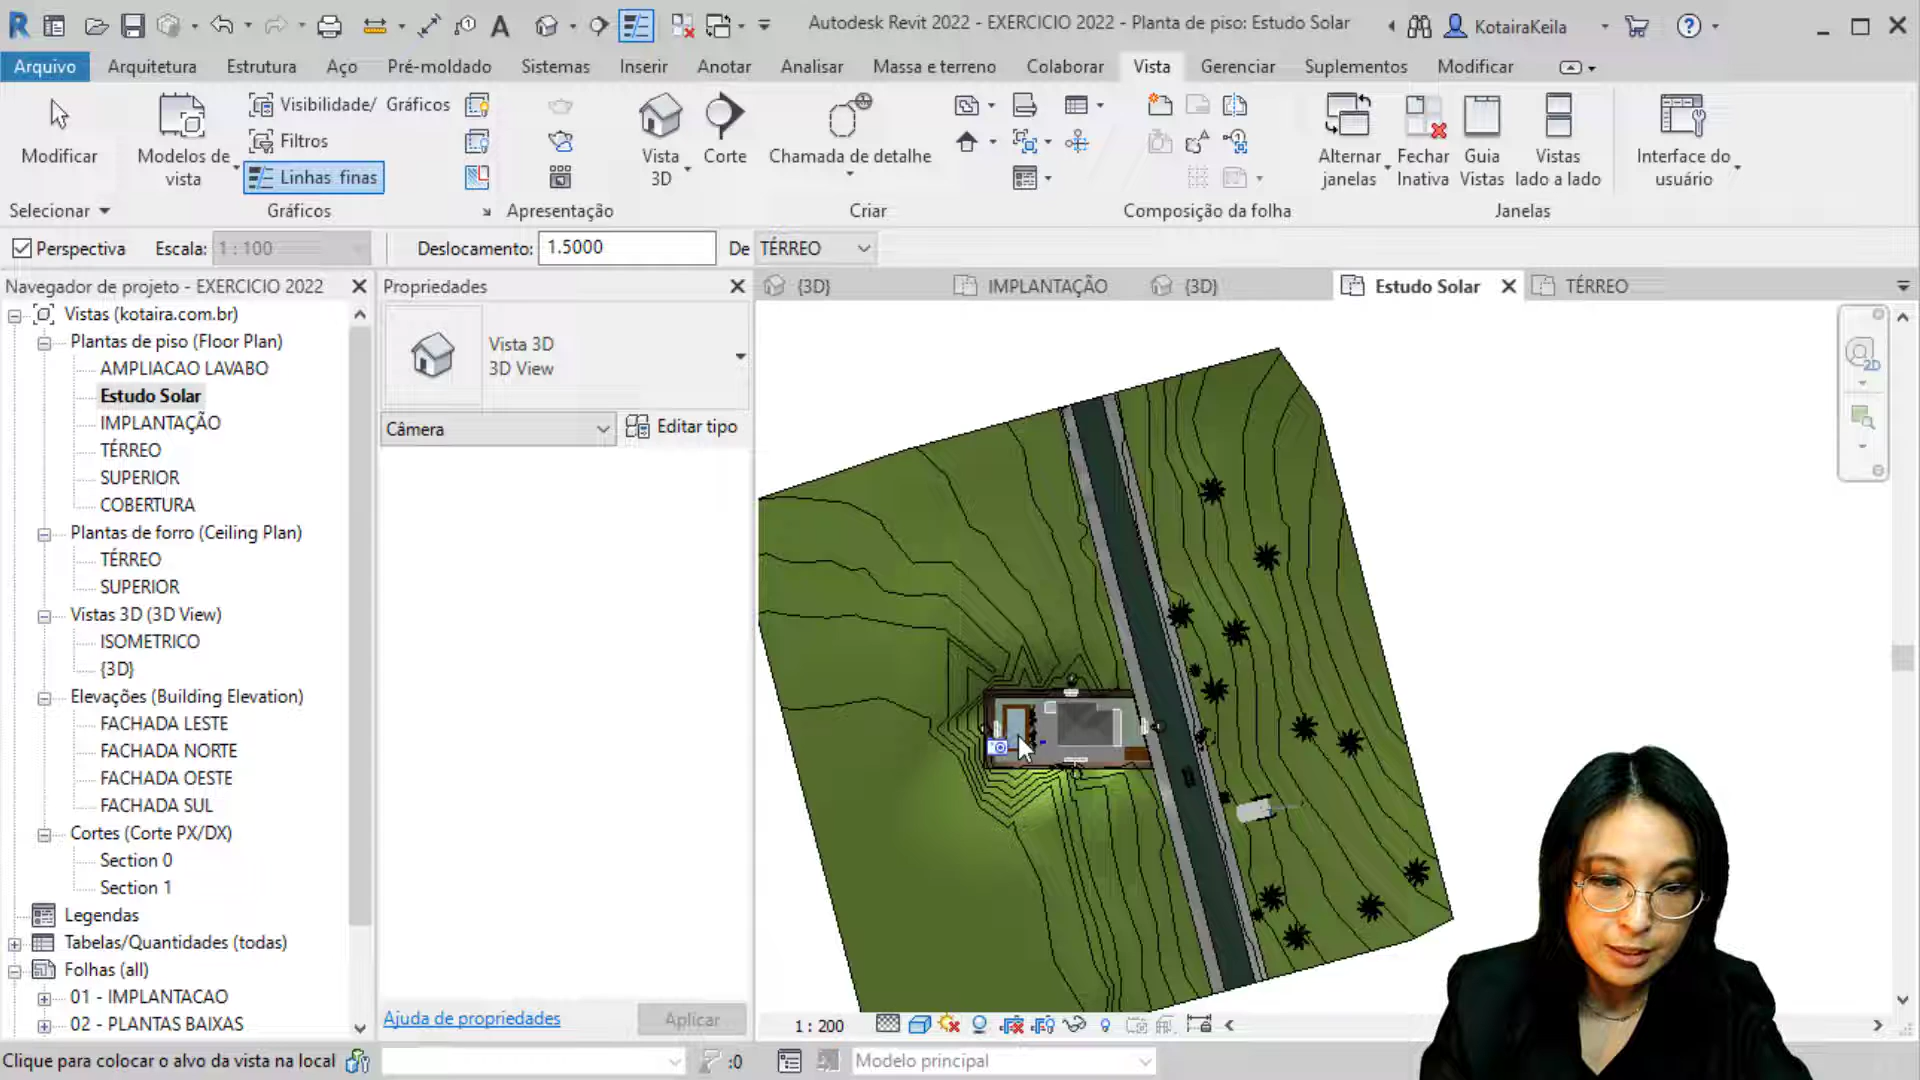 Autodesk Revit 2022 - EXERCICIO 2022 - Planta de piso: Estudo Solar
KotairaKeila
Arquivo Arquitetura Estrutura Aço Pré-moldado Sistemas Inserir Anotar Analisar Massa e terreno Colaborar Vista Gerenciar Suplementos Modificar
Modificar
Modelos de vista
Visibilidade/ Gráficos
Filtros
Linhas finas
Vista 3D
Corte
Chamada de detalhe
Alternar janelas
Fechar Inativa
Guia Vistas
Vistas lado a lado
Interface do usuário
Selecionar Gráficos Apresentação Criar Composição da folha Janelas
Perspectiva Escala: 1 : 100 Deslocamento: 1.5000 De TÉRREO
Navegador de projeto - EXERCICIO 2022
Vistas (kotaira.com.br)
Plantas de piso (Floor Plan)
AMPLIACAO LAVABO
Estudo Solar
IMPLANTAÇÃO
TÉRREO
SUPERIOR
COBERTURA
Plantas de forro (Ceiling Plan)
TÉRREO
SUPERIOR
Vistas 3D (3D View)
ISOMETRICO
{3D}
Elevações (Building Elevation)
FACHADA LESTE
FACHADA NORTE
FACHADA OESTE
FACHADA SUL
Cortes (Corte PX/DX)
Section 0
Section 1
Legendas
Tabelas/Quantidades (todas)
Folhas (all)
01 - IMPLANTACAO
02 - PLANTAS BAIXAS
Propriedades
Vista 3D
3D View
Câmera
Editar tipo
Ajuda de propriedades
Aplicar
{3D} IMPLANTAÇÃO {3D} Estudo Solar TÉRREO
2D
1 : 200
Clique para colocar o alvo da vista na local
:0
Modelo principal